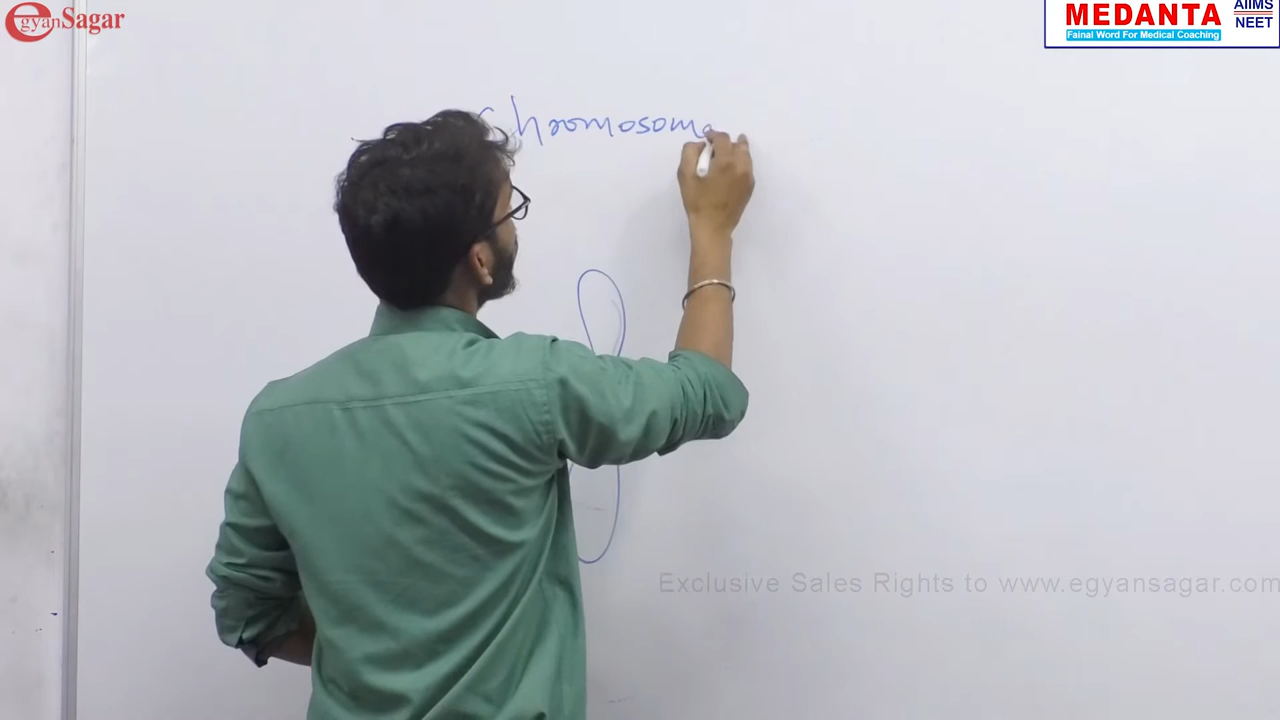 egyanSagar
MEDANTA
AIIMS
NEET
Fainal Word For Medical Coaching
Chromosome
Exclusive Sales Rights to www.egyansagar.com